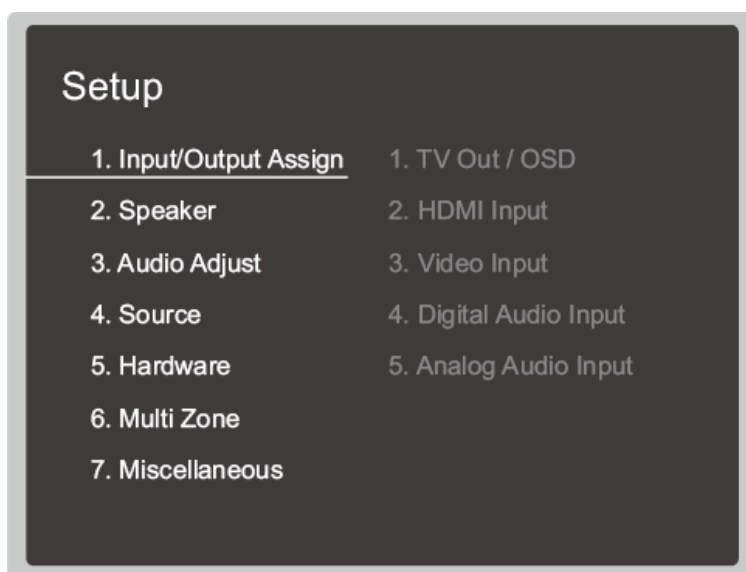 Setup
1. Input/Output Assign
2. Speaker
3. Audio Adjust
4. Source
5. Hardware
6. Multi Zone
7. Miscellaneous
1. TV Out / OSD
2. HDMI Input
3. Video Input
4. Digital Audio Input
5. Analog Audio Input